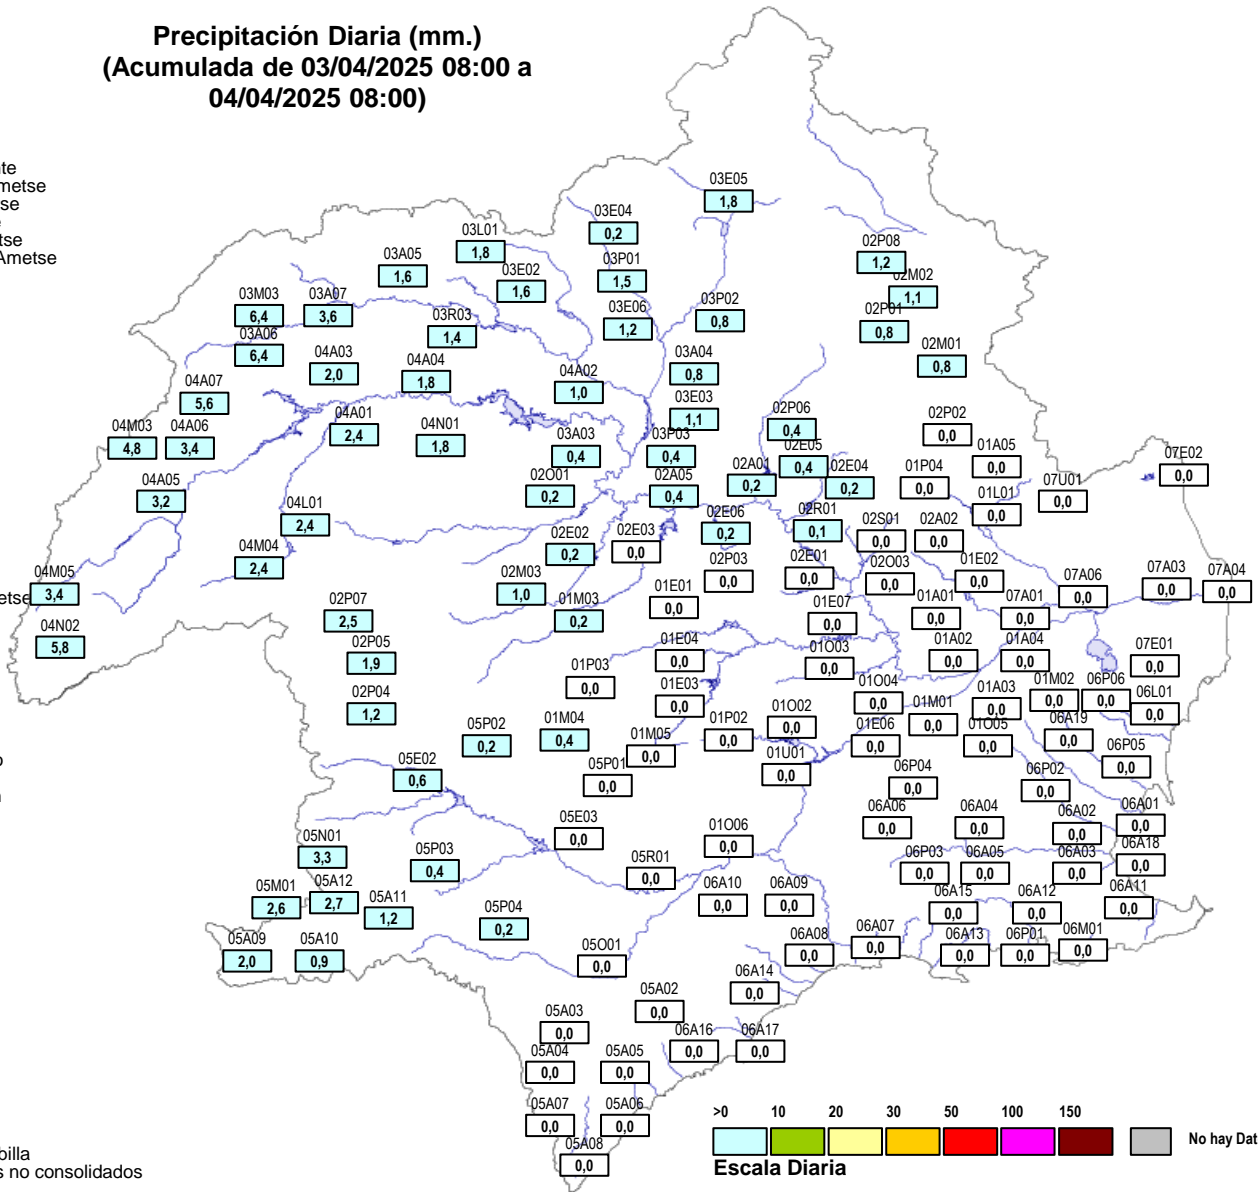 Precipitación Diaria (mm.)
(Acumulada de 03/04/2025 08:00 a
04/04/2025 08:00)
nte
metse
tse
e
tse
Ametse
etse
o
n
billa
s no consolidados
03E05
1,8
03E04
0,2
03L01
1,8
03A05
1,6
03P01
1,5
03E02
1,6
02P08
1,2
02M02
1,1
03M03
6,4
03A07
3,6
03E06
1,2
03P02
0,8
02P01
0,8
03R03
1,4
03A06
6,4
04A03
2,0
04A04
1,8
03A04
0,8
02M01
0,8
04A02
1,0
04A07
5,6
03E03
1,1
04A01
2,4
04N01
1,8
02P06
0,4
02P02
0,0
04M03
4,8
04A06
3,4
03A03
0,4
03P03
0,4
02E05
0,4
01A05
0,0
07E02
0,0
04A05
3,2
02O01
0,2
02A05
0,4
02A01
0,2
02E04
0,2
01P04
0,0
07U01
0,0
01L01
0,0
04L01
2,4
02E06
0,2
02R01
0,1
02S01
0,0
02A02
0,0
02E02
0,2
02E03
0,0
04M04
2,4
02P03
0,0
02E01
0,0
02O03
0,0
01E02
0,0
07A03
0,0
07A04
0,0
04M05
3,4
02M03
1,0
01E01
0,0
07A06
0,0
02P07
2,5
01M03
0,2
01E07
0,0
01A01
0,0
07A01
0,0
04N02
5,8
02P05
1,9
01E04
0,0
01O03
0,0
01A02
0,0
01A04
0,0
07E01
0,0
01P03
0,0
01E03
0,0
01O04
0,0
01M02
0,0
06P06
0,0
02P04
1,2
01A03
0,0
06L01
0,0
05P02
0,2
01M04
0,4
01P02
0,0
01O02
0,0
01M01
0,0
01E06
0,0
01O05
0,0
06A19
0,0
01M05
0,0
01U01
0,0
06P05
0,0
05E02
0,6
05P01
0,0
06P04
0,0
06P02
0,0
05E03
0,0
06A06
0,0
06A04
0,0
06A02
0,0
06A01
0,0
05N01
3,3
01O06
0,0
05P03
0,4
05R01
0,0
06P03
0,0
06A05
0,0
06A03
0,0
06A18
0,0
05M01
2,6
05A12
2,7
05A11
1,2
06A10
0,0
06A09
0,0
06A15
0,0
06A12
0,0
06A11
0,0
05P04
0,2
05A09
2,0
05A10
0,9
05O01
0,0
06A08
0,0
06A07
0,0
06A13
0,0
06P01
0,0
06M01
0,0
06A14
0,0
05A02
0,0
05A03
0,0
06A16
0,0
06A17
0,0
05A04
0,0
05A05
0,0
05A07
0,0
05A06
0,0
05A08
0,0
>0 10 20 30 50 100 150
No hay Dat
Escala Diaria